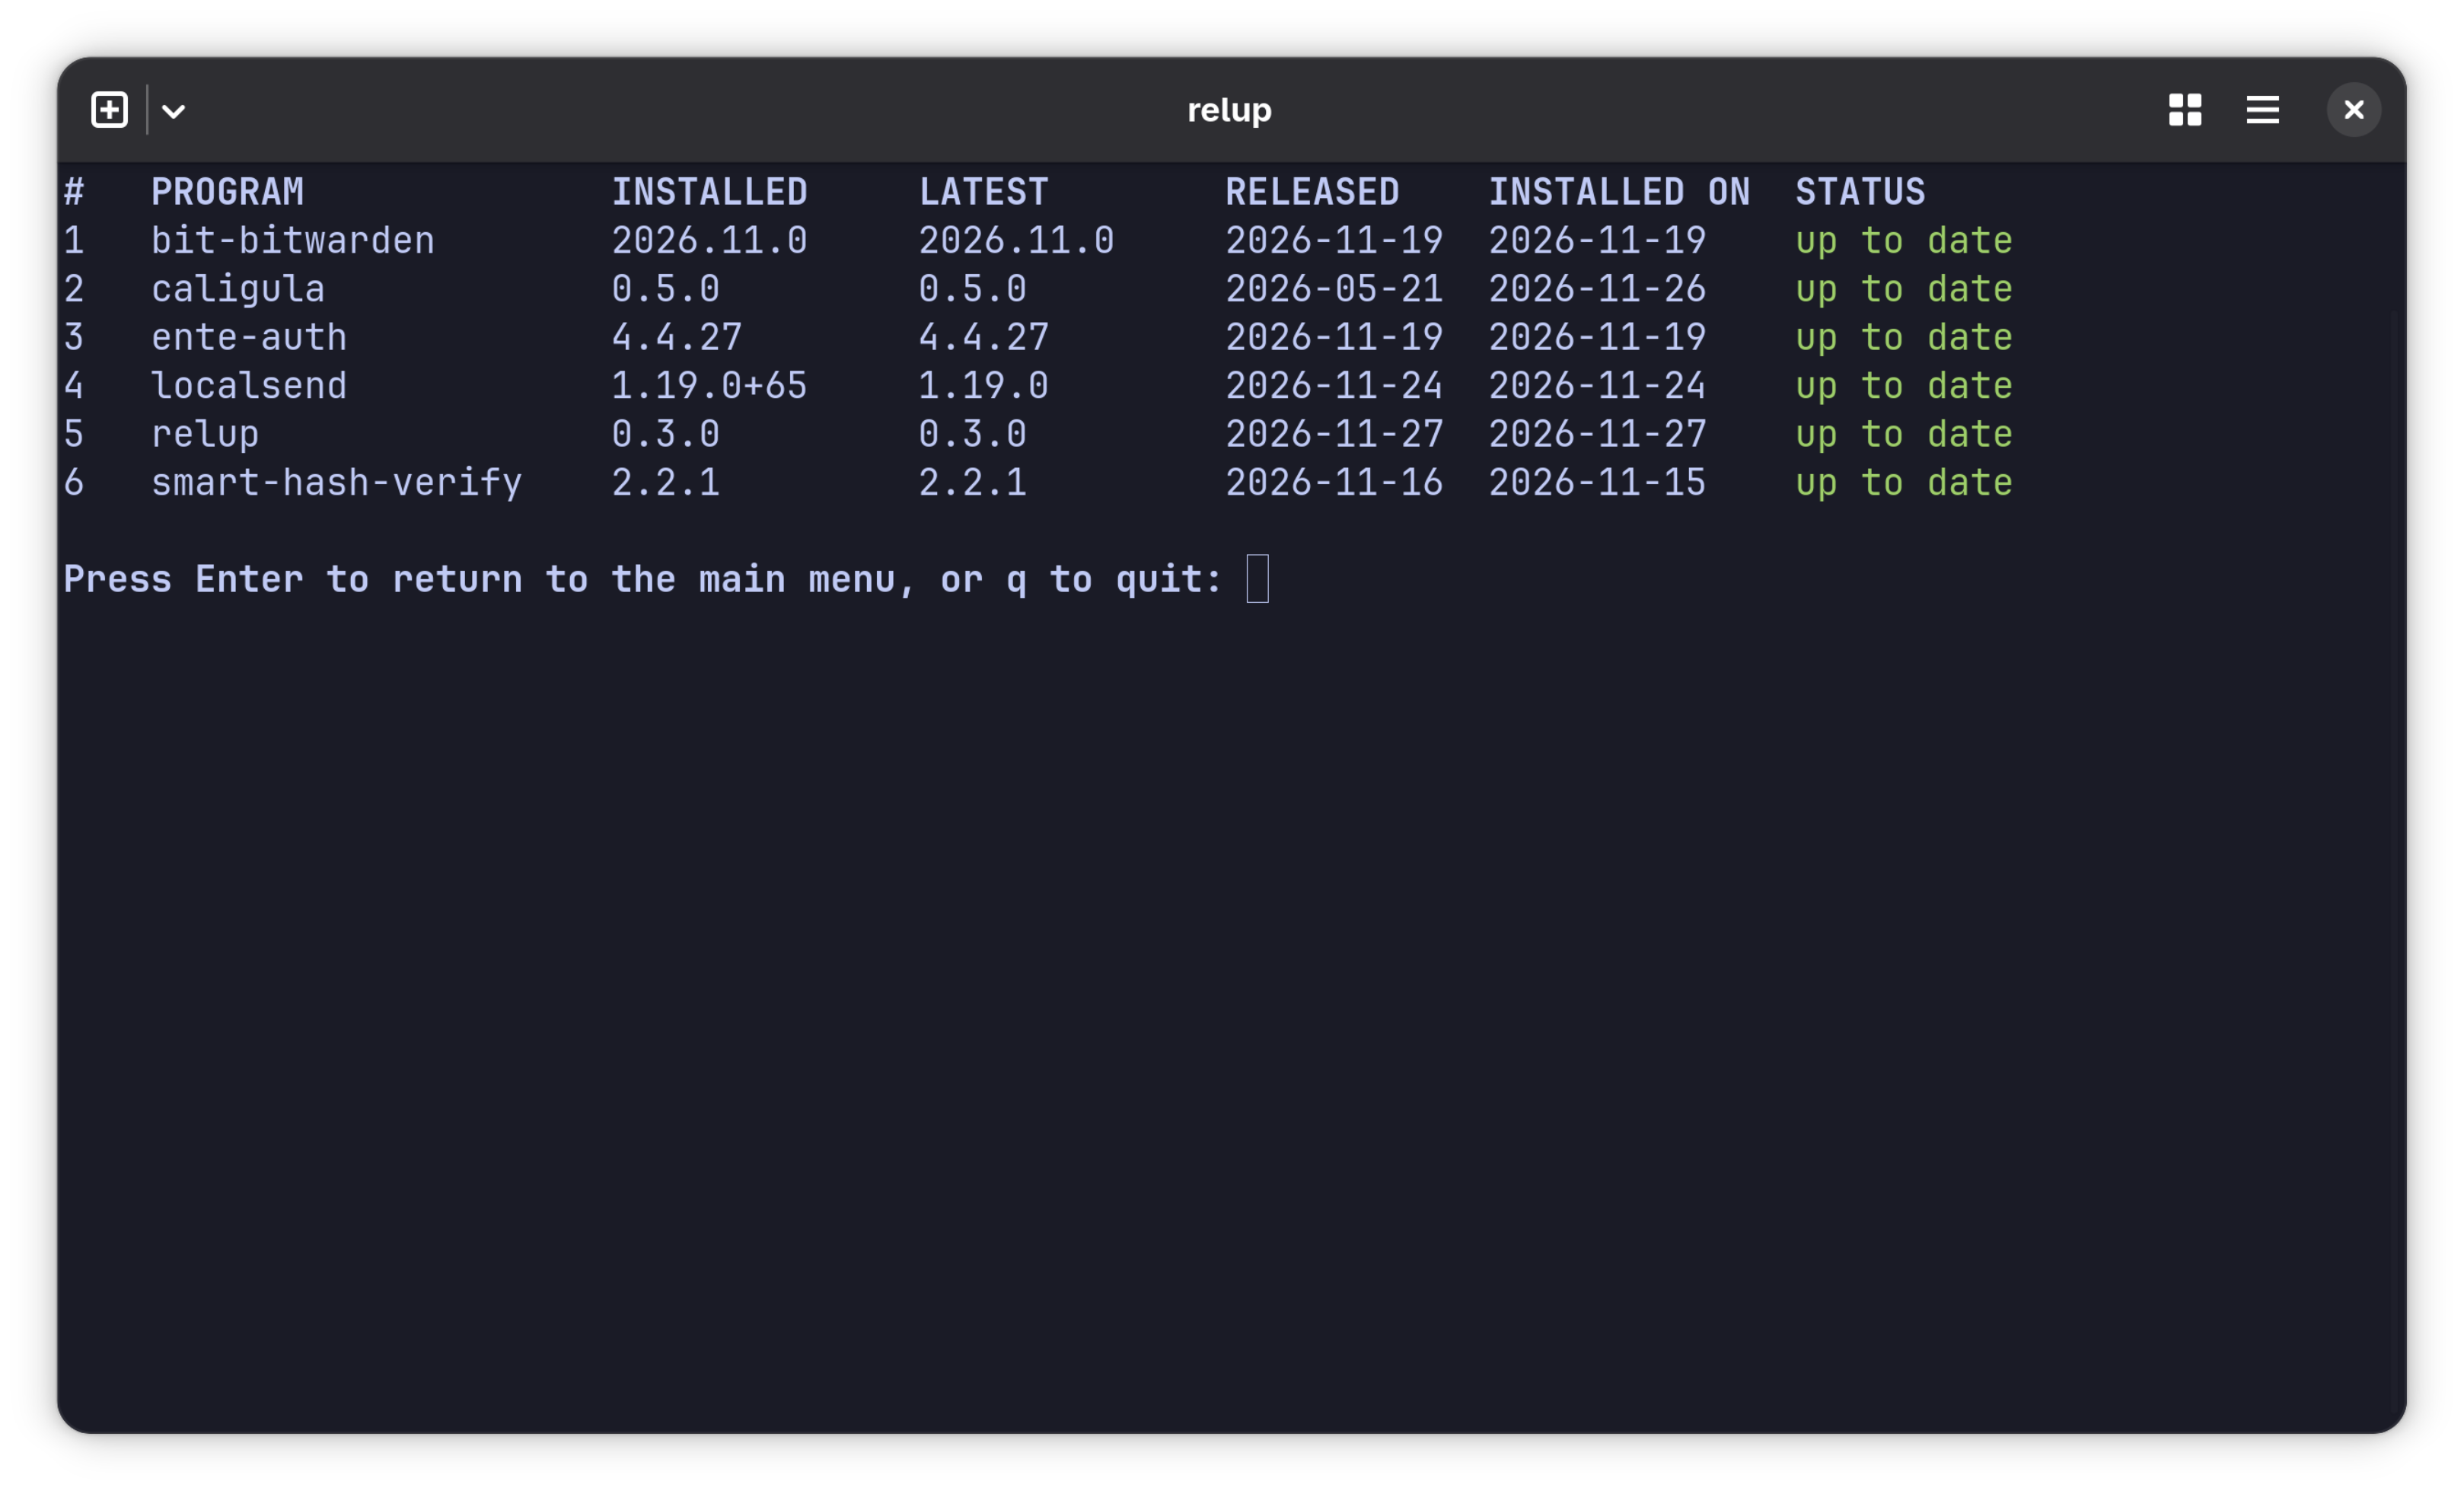 relup
# PROGRAM INSTALLED LATEST RELEASED INSTALLED ON STATUS
1 bit-bitwarden 2026.11.0 2026.11.0 2026-11-19 2026-11-19 up to date
2 caligula 0.5.0 0.5.0 2026-05-21 2026-11-26 up to date
3 ente-auth 4.4.27 4.4.27 2026-11-19 2026-11-19 up to date
4 localsend 1.19.0+65 1.19.0 2026-11-24 2026-11-24 up to date
5 relup 0.3.0 0.3.0 2026-11-27 2026-11-27 up to date
6 smart-hash-verify 2.2.1 2.2.1 2026-11-16 2026-11-15 up to date
Press Enter to return to the main menu, or q to quit: